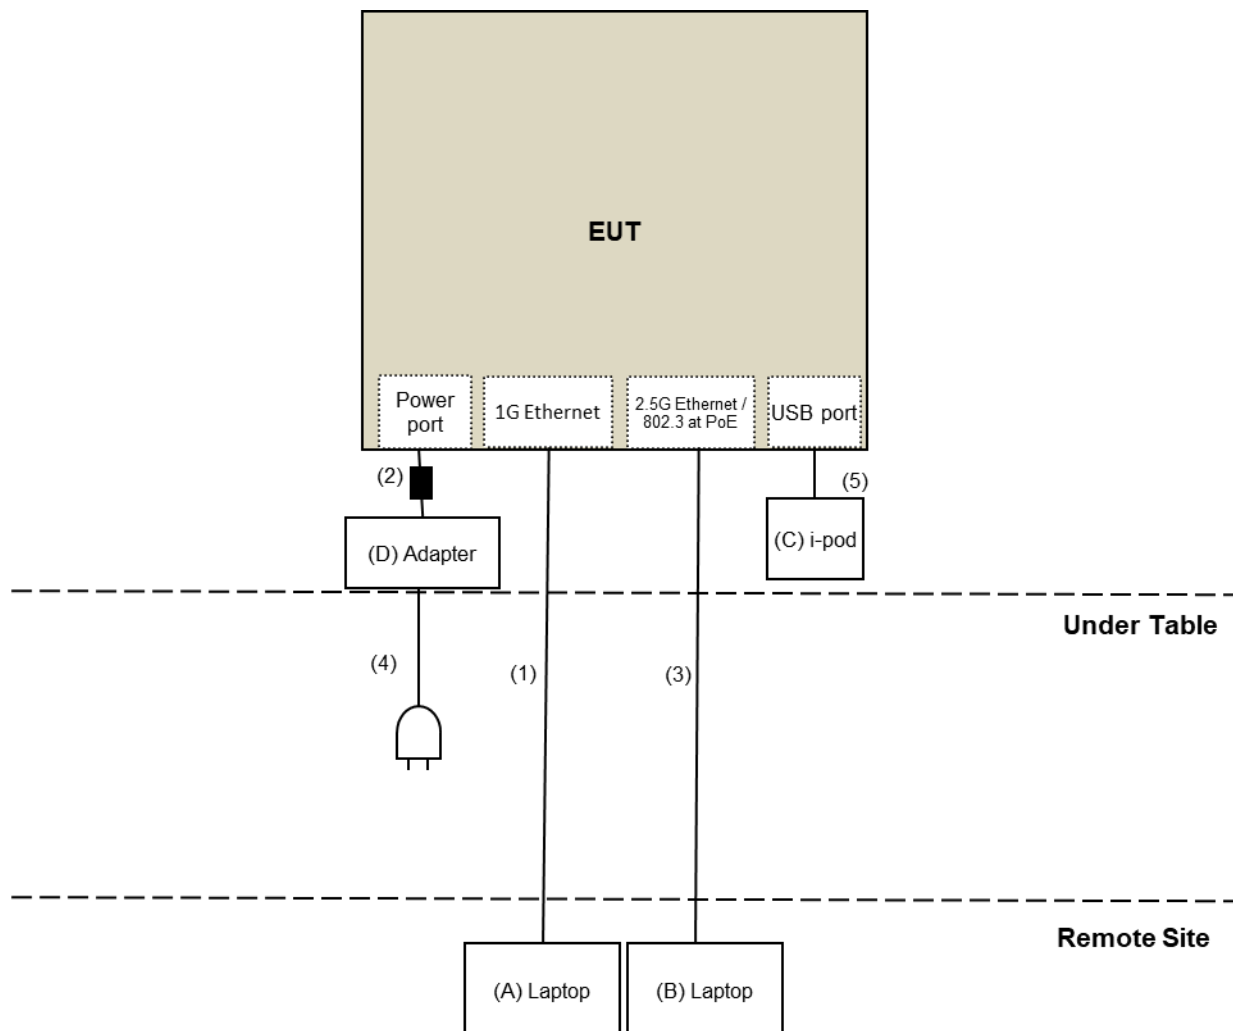 EUT
Power
port
1G Ethernet
2.5G Ethernet /
802.3 at PoE
USB port
(2)
(5)
(D) Adapter
(C) i-pod
Under Table
(4)
(1)
(3)
Remote Site
(A) Laptop
(B) Laptop